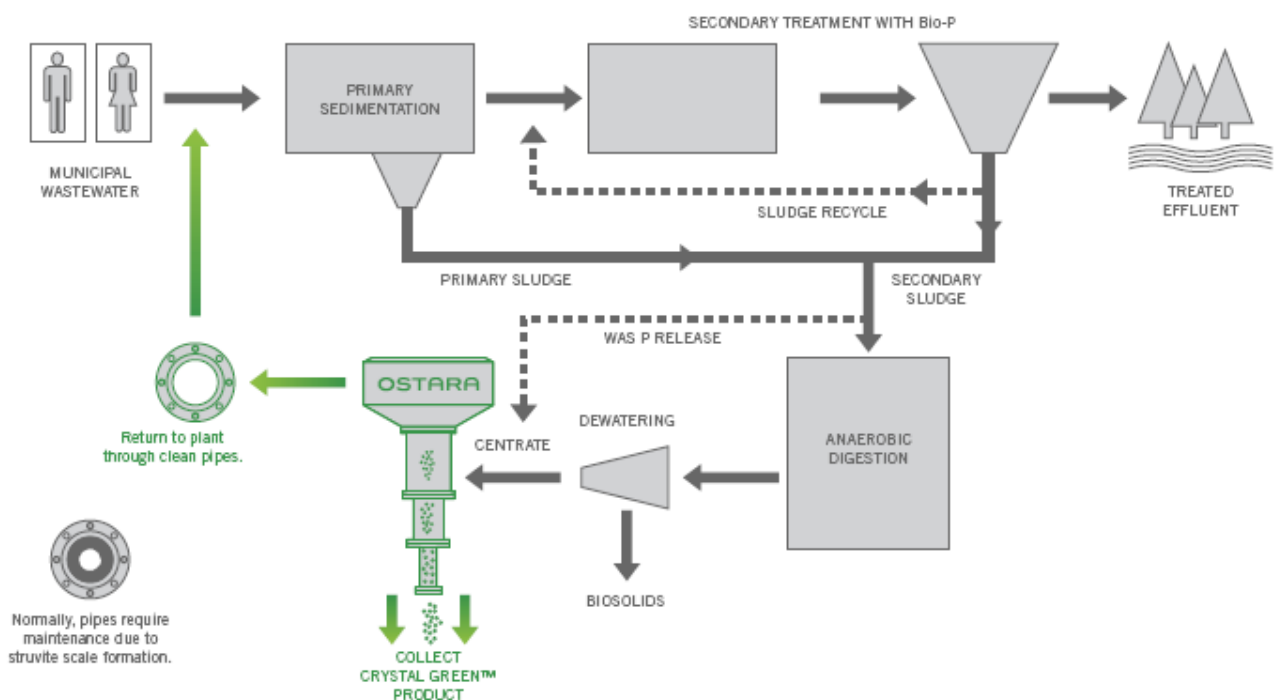 SECONDARY TREATMENT WITH Bio-P
PRIMARY
SEDIMENTATION
MUNICIPAL
WASTEWATER
TREATED
EFFLUENT
SLUDGE RECYCLE
PRIMARY SLUDGE
SECONDARY
SLUDGE
WAS P RELEASE
OSTARA
Return to plant
through clean pipes.
CENTRATE
DEWATERING
ANAEROBIC
DIGESTION
BIOSOLIDS
Normally, pipes require
maintenance due to
struvite scale formation.
COLLECT
CRYSTAL GREEN™
PRODUCT